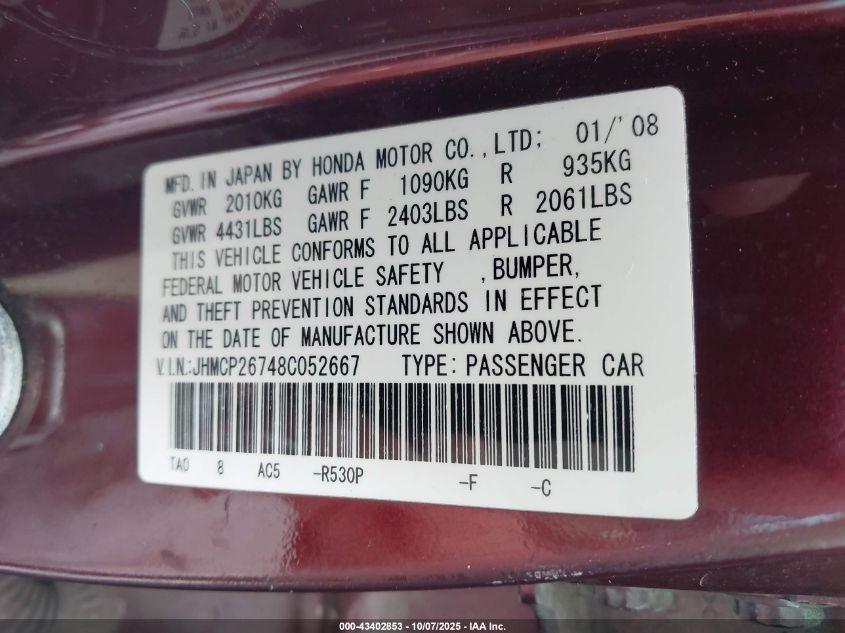 MFD. IN JAPAN BY HONDA MOTOR CO., LTD; 01/'08
GVWR 2010KG GAWR F 1090KG R 935KG
GVWR 4431LBS GAWR F 2403LBS R 2061LBS
THIS VEHICLE CONFORMS TO ALL APPLICABLE
FEDERAL MOTOR VEHICLE SAFETY , BUMPER,
AND THEFT PREVENTION STANDARDS IN EFFECT
ON THE DATE OF MANUFACTURE SHOWN ABOVE.
V.I.N.:JHMCP26748C052667 TYPE: PASSENGER CAR
TA0 8 AC5 -R530P -F -C
000-43402853 - 10/07/2025 - IAA Inc.